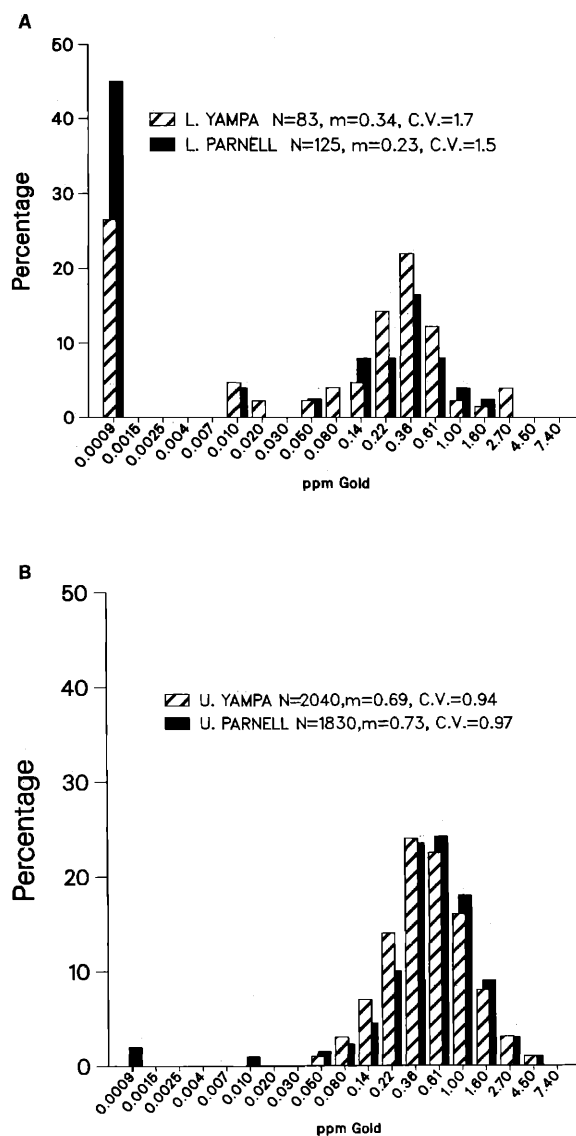 A
50
40
30
20
10
0
Percentage
L. YAMPA N=83, m=0.34, C.V.=1.7
L. PARNELL N=125, m=0.23, C.V.=1.5
0.0009 0.0015 0.0025 0.004 0.007 0.010 0.020 0.030 0.050 0.080 0.14 0.22 0.36 0.61 1.00 1.60 2.70 4.50 7.40
ppm Gold
B
50
40
30
20
10
0
Percentage
U. YAMPA N=2040,m=0.69, C.V.=0.94
U. PARNELL N=1830,m=0.73, C.V.=0.97
0.0009 0.0015 0.0025 0.004 0.007 0.010 0.020 0.030 0.050 0.080 0.14 0.22 0.36 0.61 1.00 1.60 2.70 4.50 7.40
ppm Gold